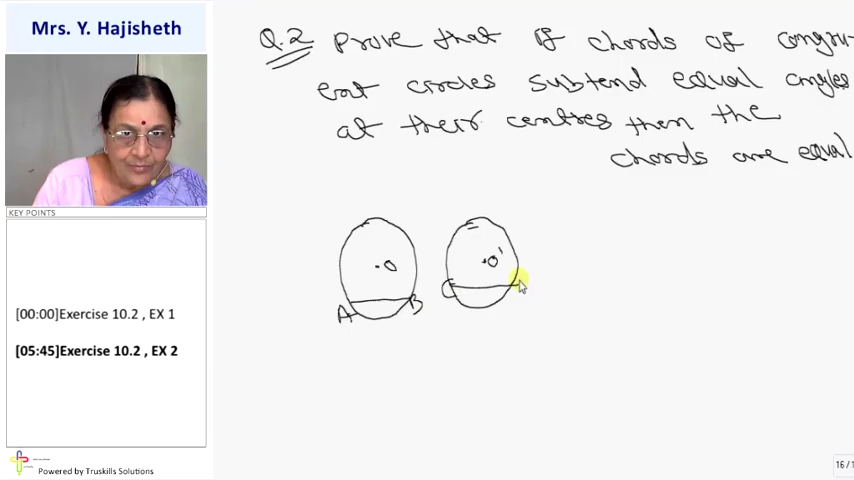 Mrs. Y. Hajisheth
KEY POINTS
[00:00]Exercise 10.2 , EX 1
[05:45]Exercise 10.2 , EX 2
Powered by Truskills Solutions
Q.2 Prove that if chords of congru-
ent circles subtend equal angles
at their centres then the
chords are equal
O
O'
A
B
C
16/1